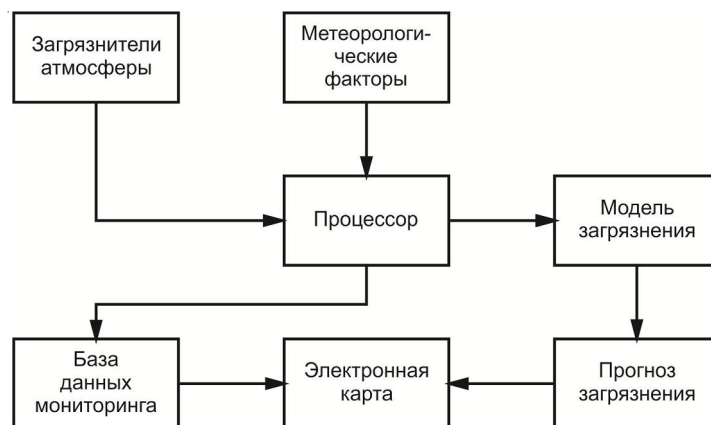 Загрязнители
атмосферы
Метеорологи-
ческие
факторы
Процессор
Модель
загрязнения
База
данных
мониторинга
Электронная
карта
Прогноз
загрязнения